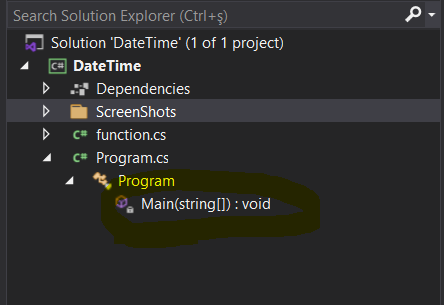 Search Solution Explorer (Ctrl+ş)
Solution 'DateTime' (1 of 1 project)
C# DateTime
Dependencies
ScreenShots
C# function.cs
C# Program.cs
Program
Main(string[]) : void